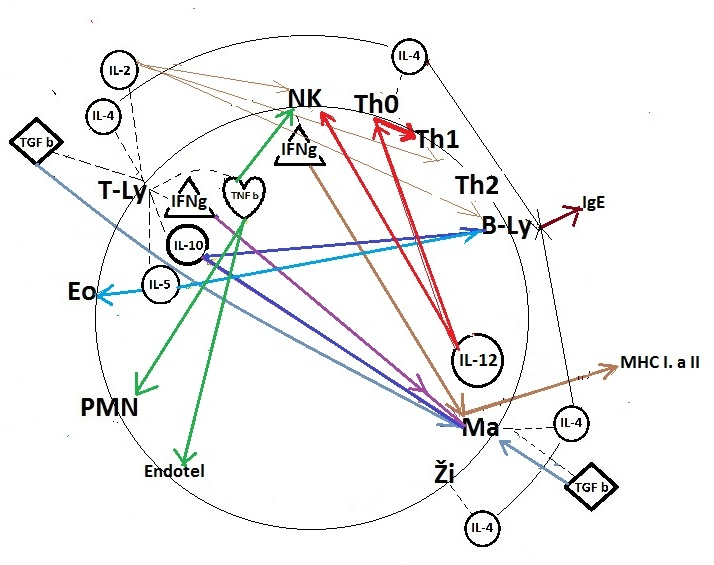 IL-4
IL-2
NK
Th0
IL-4
Th1
TGF b
IFNg
T-Ly
IFNg
TNF b
Th2
IgE
B-Ly
IL-10
Eo
IL-5
IL-12
MHC I. a II
PMN
Ma
IL-4
Endotel
Ži
TGF b
IL-4